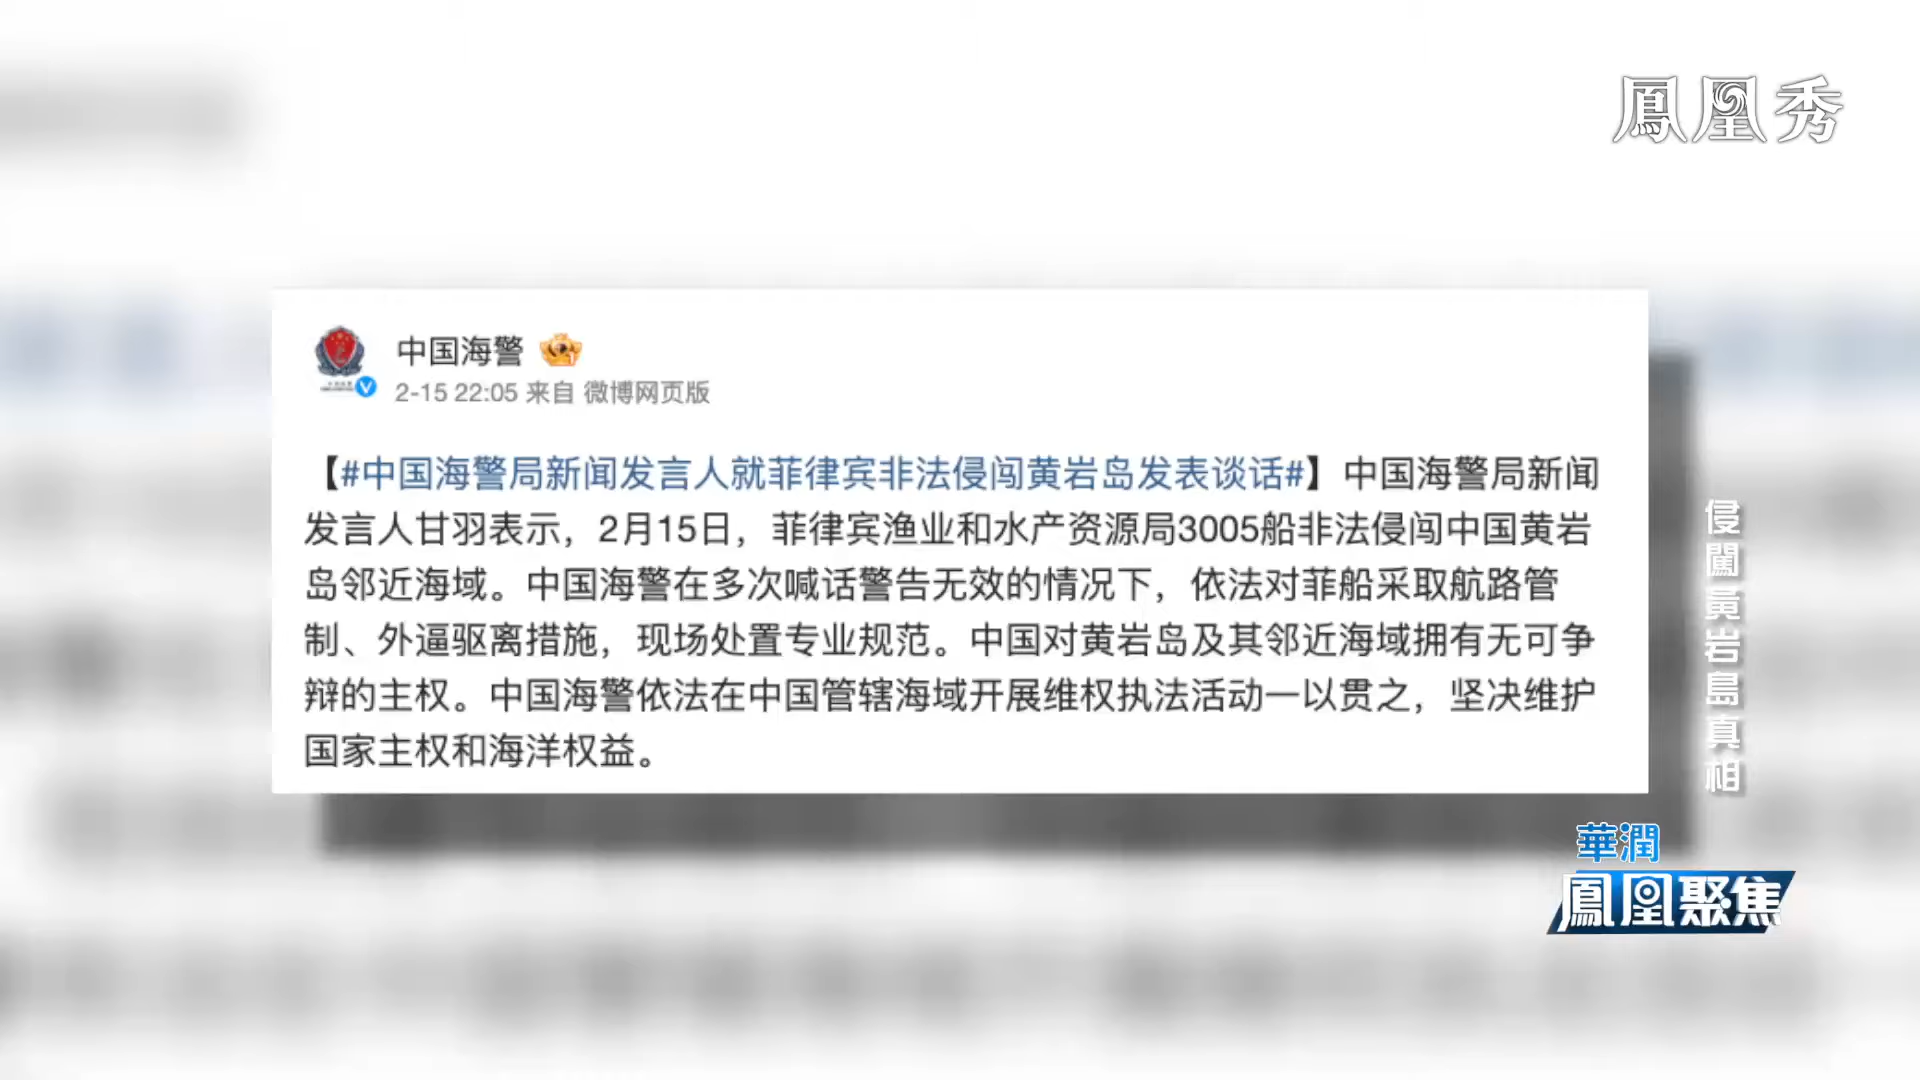 鳳凰秀
中国海警
2-15 22:05 来自 微博网页版
【#中国海警局新闻发言人就菲律宾非法侵闯黄岩岛发表谈话#】中国海警局新闻
发言人甘羽表示，2月15日，菲律宾渔业和水产资源局3005船非法侵闯中国黄岩
岛邻近海域。中国海警在多次喊话警告无效的情况下，依法对菲船采取航路管
制、外逼驱离措施，现场处置专业规范。中国对黄岩岛及其邻近海域拥有无可争
辩的主权。中国海警依法在中国管辖海域开展维权执法活动一以贯之，坚决维护
国家主权和海洋权益。
侵闖黃岩島真相
華潤
鳳凰聚焦